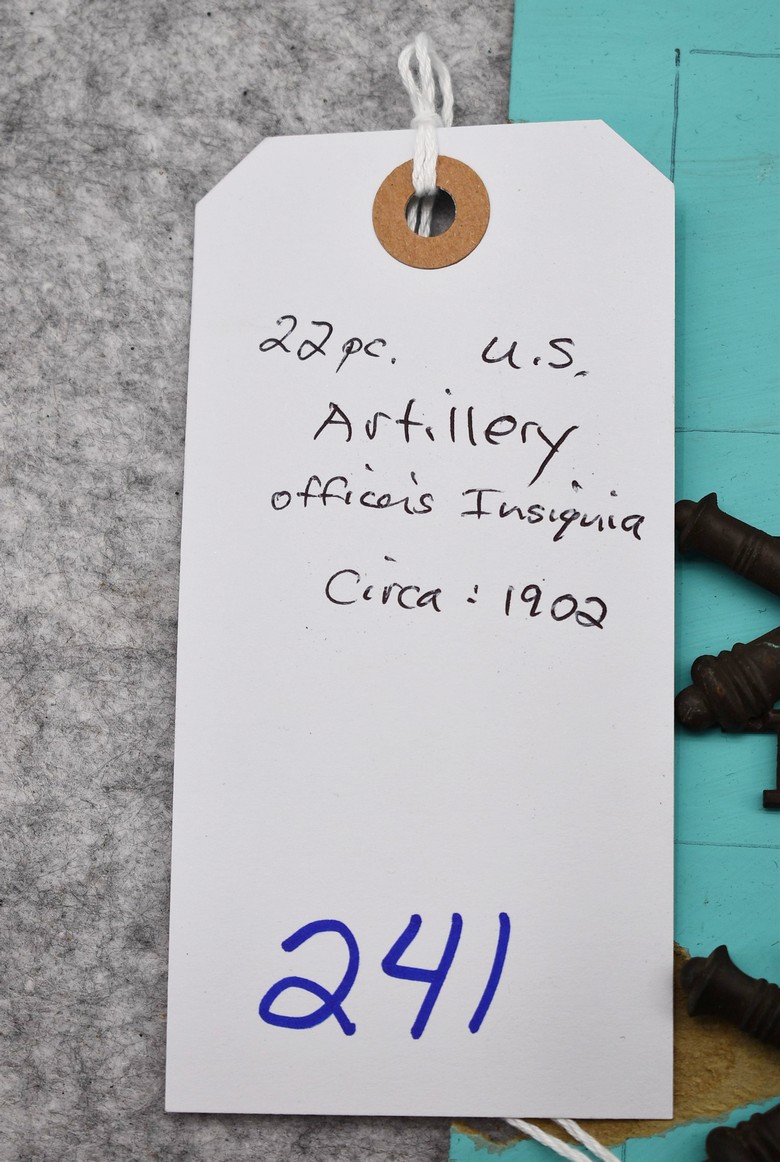 22pc. U.S.
Artillery
officers Insignia
Circa : 1902
241